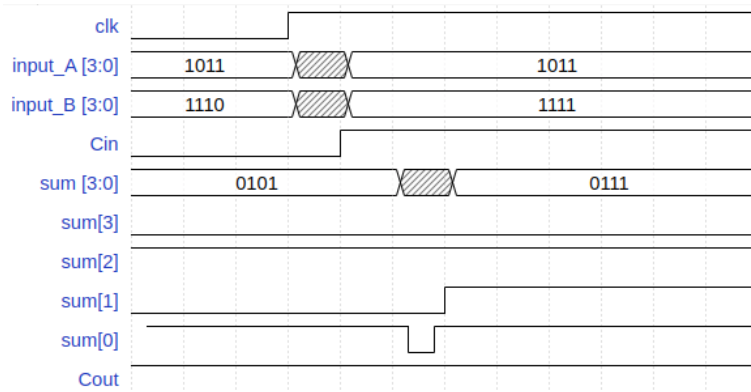 clk
input_A [3:0] 1011 1011
input_B [3:0] 1110 1111
Cin
sum [3:0] 0101 0111
sum[3]
sum[2]
sum[1]
sum[0]
Cout